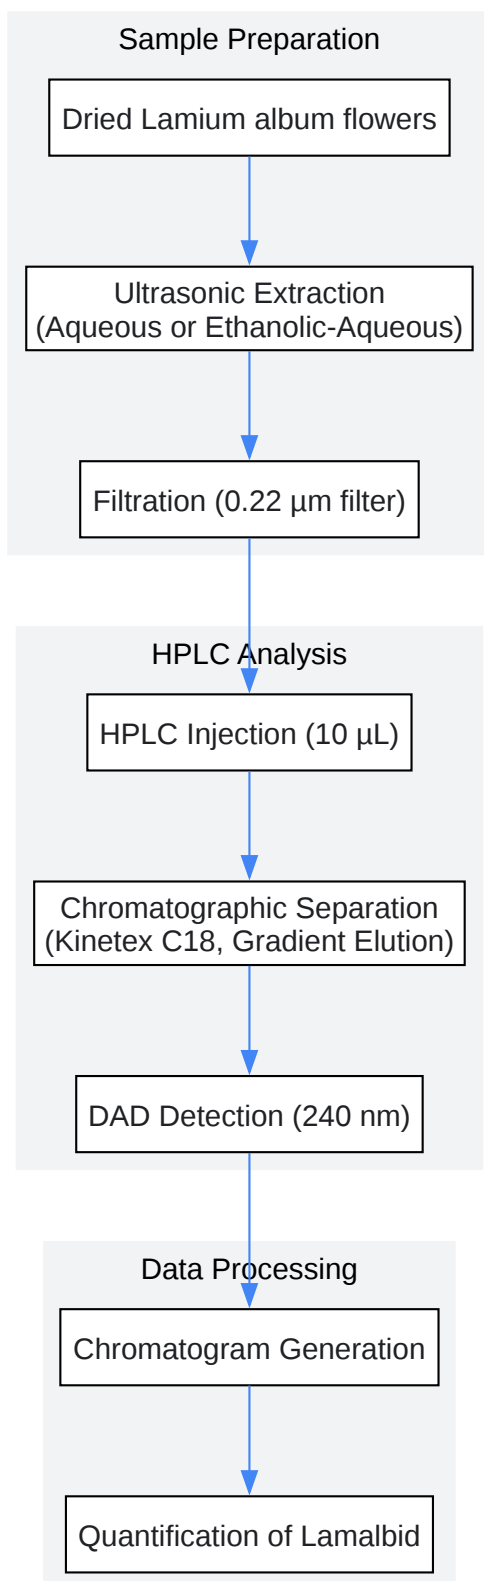 Sample Preparation
Dried Lamium album flowers
Ultrasonic Extraction
(Aqueous or Ethanolic-Aqueous)
Filtration (0.22 µm filter)
HPLC Analysis
HPLC Injection (10 µL)
Chromatographic Separation
(Kinetex C18, Gradient Elution)
DAD Detection (240 nm)
Data Processing
Chromatogram Generation
Quantification of Lamalbid